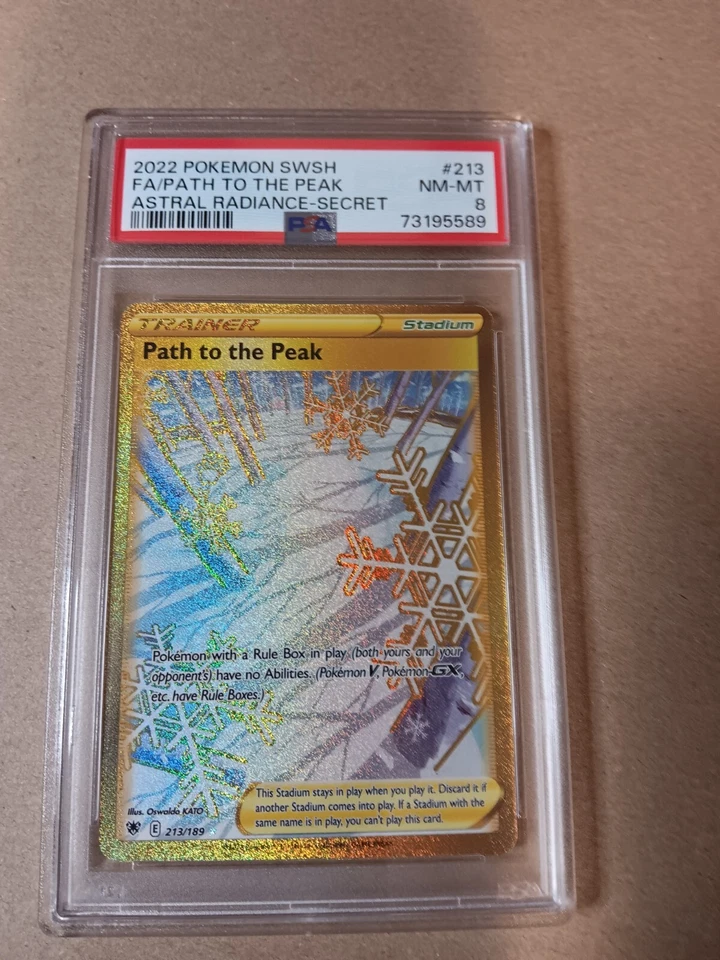 2022 POKEMON SWSH #213
FA/PATH TO THE PEAK NM-MT
ASTRAL RADIANCE-SECRET 8
PSA 73195589
TRAINER Stadium
Path to the Peak
Pokémon with a Rule Box in play (both yours and your
opponent's) have no Abilities. (Pokémon V, Pokémon-GX,
etc. have Rule Boxes.)
This Stadium stays in play when you play it. Discard it if
another Stadium comes into play. If a Stadium with the
same name is in play, you can't play this card.
Illus. Oswaldo KATO
E 213/189